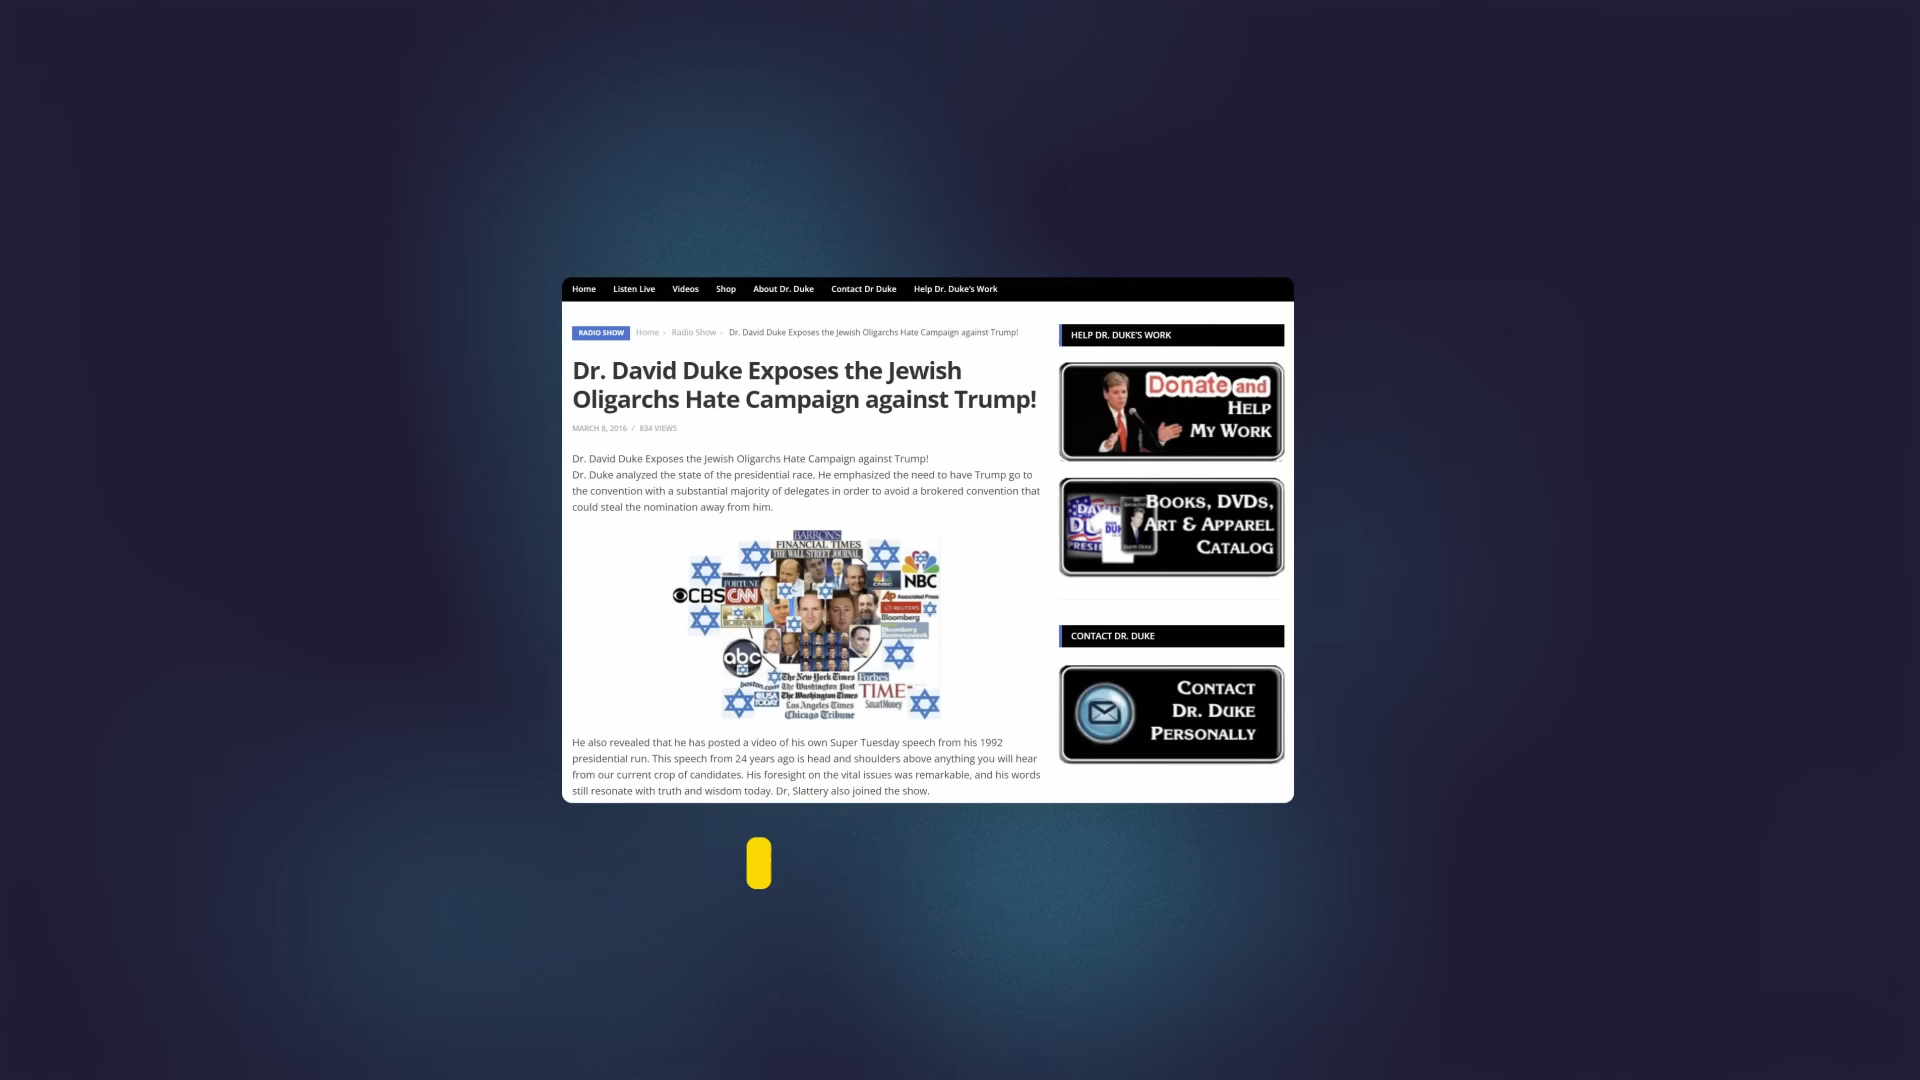 Home Listen Live Videos Shop About Dr. Duke Contact Dr Duke Help Dr. Duke's Work
RADIO SHOW Home › Radio Show › Dr. David Duke Exposes the Jewish Oligarchs Hate Campaign against Trump!
Dr. David Duke Exposes the Jewish
Oligarchs Hate Campaign against Trump!
MARCH 8, 2016 / 834 VIEWS
Dr. David Duke Exposes the Jewish Oligarchs Hate Campaign against Trump!
Dr. Duke analyzed the state of the presidential race. He emphasized the need to have Trump go to
the convention with a substantial majority of delegates in order to avoid a brokered convention that
could steal the nomination away from him.
BARRON'S
FINANCIAL TIMES
THE WALL STREET JOURNAL
NBC
FORTUNE
CBS CNN
Associated Press
REUTERS
Bloomberg
Bloomberg
Businessweek
abc
boston.com
The New York Times Forbes
The Washington Post
TIME
USA
TODAY
The Washington Times
Los Angeles Times
SmartMoney
Chicago Tribune
He also revealed that he has posted a video of his own Super Tuesday speech from his 1992
presidential run. This speech from 24 years ago is head and shoulders above anything you will hear
from our current crop of candidates. His foresight on the vital issues was remarkable, and his words
still resonate with truth and wisdom today. Dr, Slattery also joined the show.
HELP DR. DUKE'S WORK
Donate and
HELP
MY WORK
BOOKS, DVDS,
ART & APPAREL
CATALOG
CONTACT DR. DUKE
CONTACT
DR. DUKE
PERSONALLY